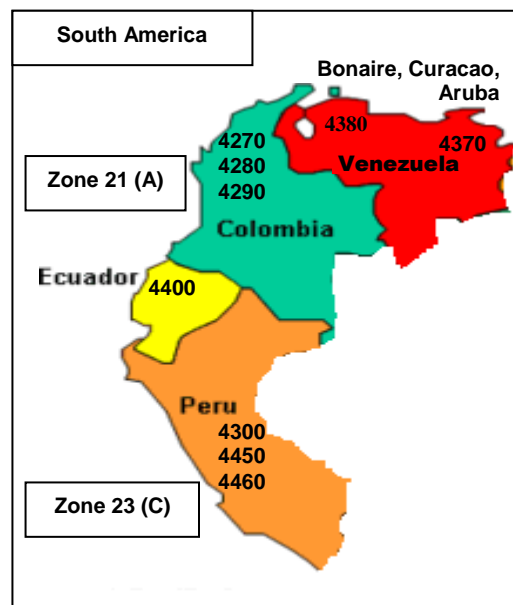 South America
Bonaire, Curacao,
Aruba
4380
4370
Venezuela
4270
4280
4290
Zone 21 (A)
Colombia
Ecuador
4400
Peru
4300
4450
4460
Zone 23 (C)